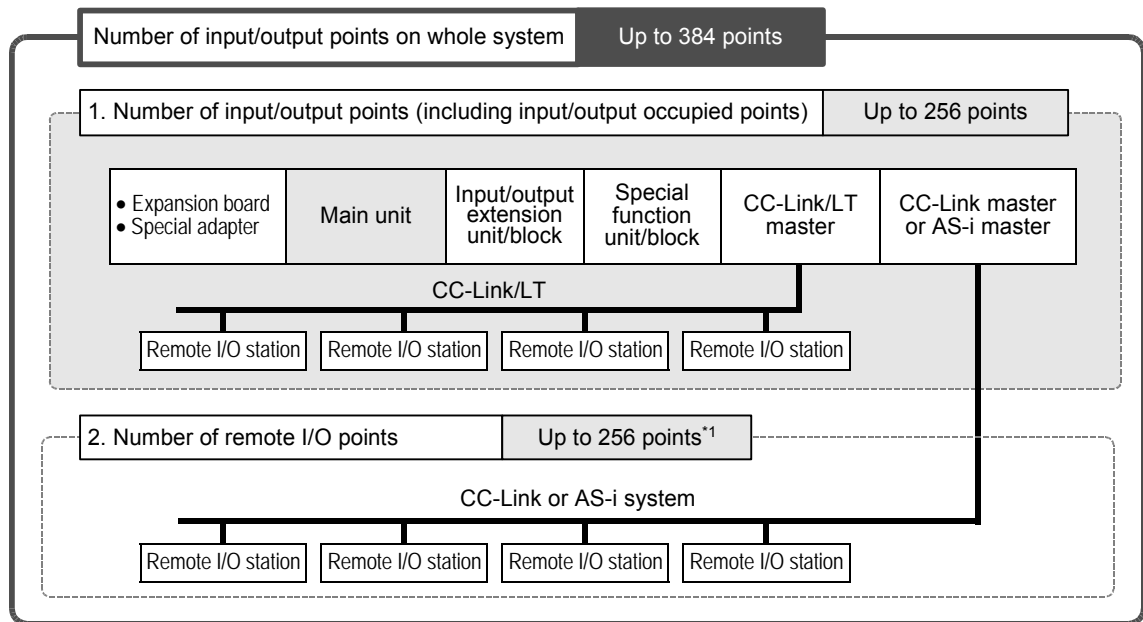 Number of input/output points on whole system
Up to 384 points
1. Number of input/output points (including input/output occupied points)
Up to 256 points
● Expansion board
● Special adapter
Main unit
Input/output
extension
unit/block
Special
function
unit/block
CC-Link/LT
master
CC-Link master
or AS-i master
CC-Link/LT
Remote I/O station
Remote I/O station
Remote I/O station
Remote I/O station
2. Number of remote I/O points
Up to 256 points*1
CC-Link or AS-i system
Remote I/O station
Remote I/O station
Remote I/O station
Remote I/O station